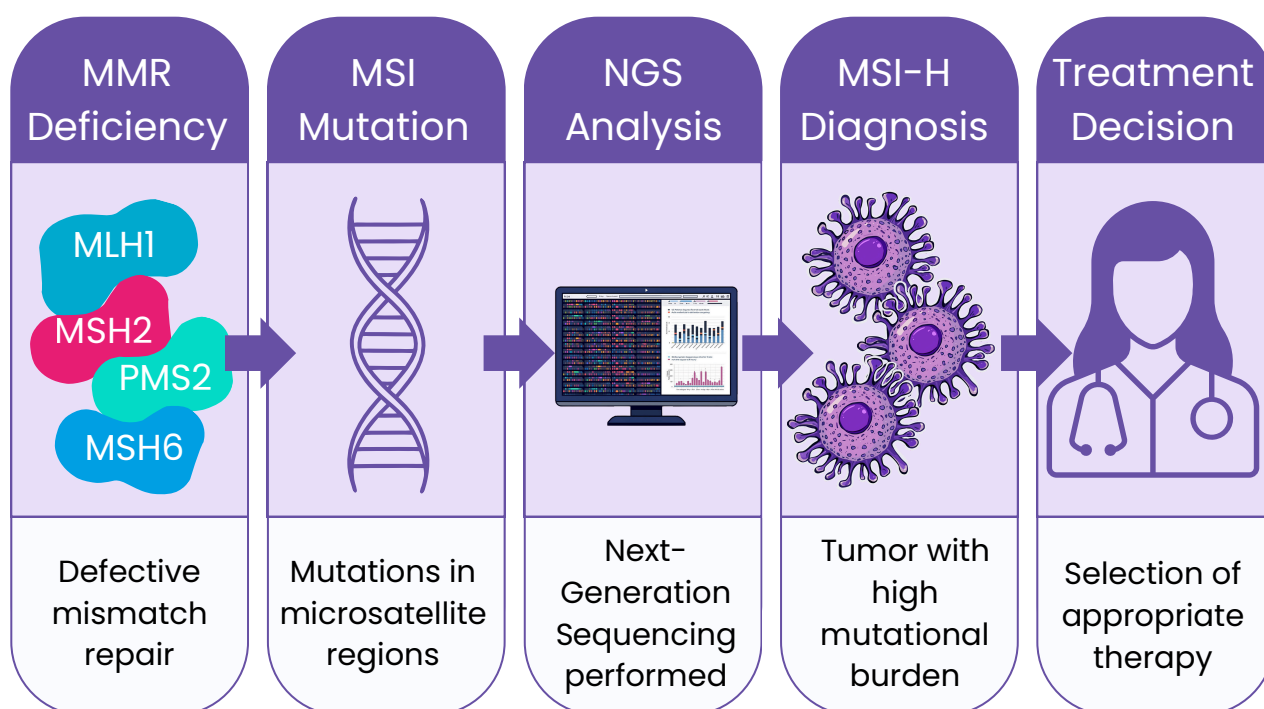 MMR
Deficiency
MSI
Mutation
NGS
Analysis
MSI-H
Diagnosis
Treatment
Decision
MLH1
MSH2
PMS2
MSH6
Defective
mismatch
repair
Mutations in
microsatellite
regions
Next-
Generation
Sequencing
performed
Tumor with
high
mutational
burden
Selection of
appropriate
therapy